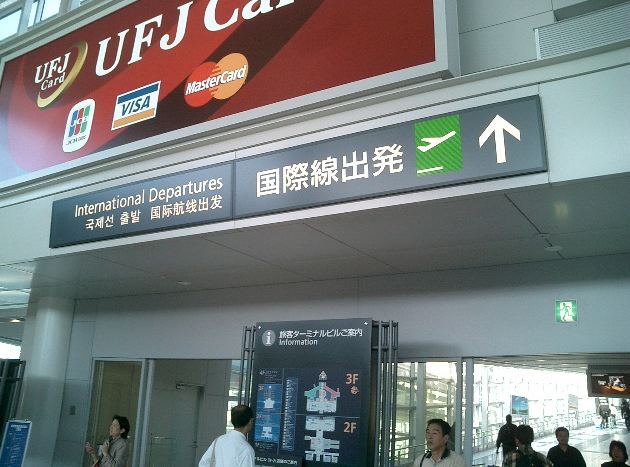 UFJ
Card
UFJ Ca
JCB
VISA
MasterCard
International Departures
국제선 출발 国际航线出发
国際線出発
旅客ターミナルビルご案内
i Information
3F
2F